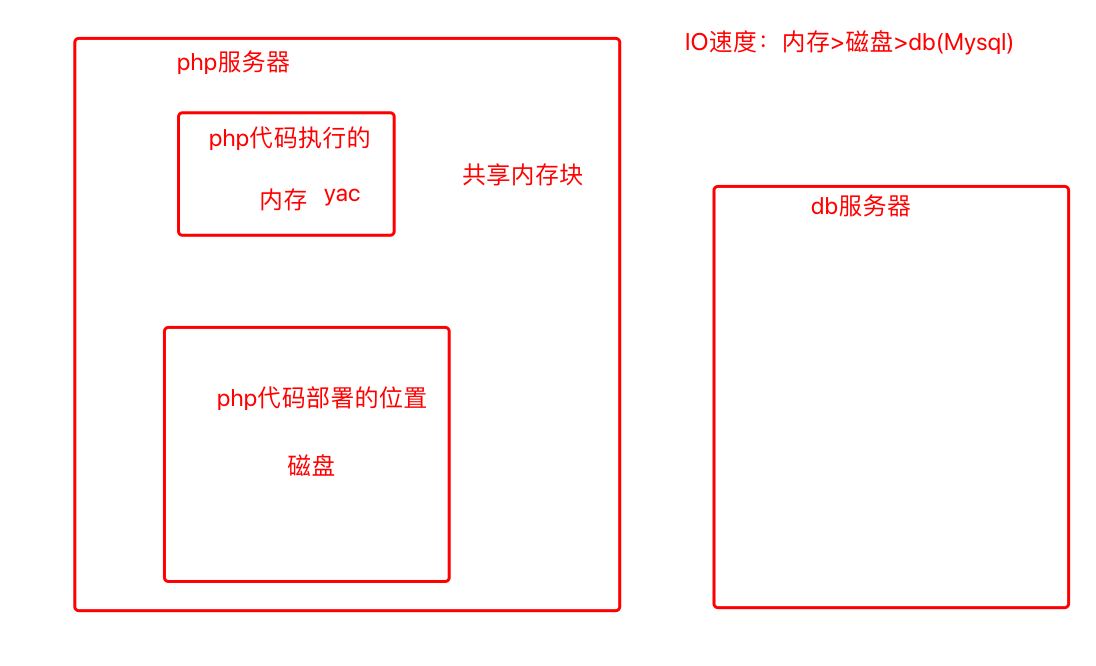 php服务器
IO速度：内存>磁盘>db(Mysql)
php代码执行的
内存 yac
共享内存块
db服务器
php代码部署的位置
磁盘